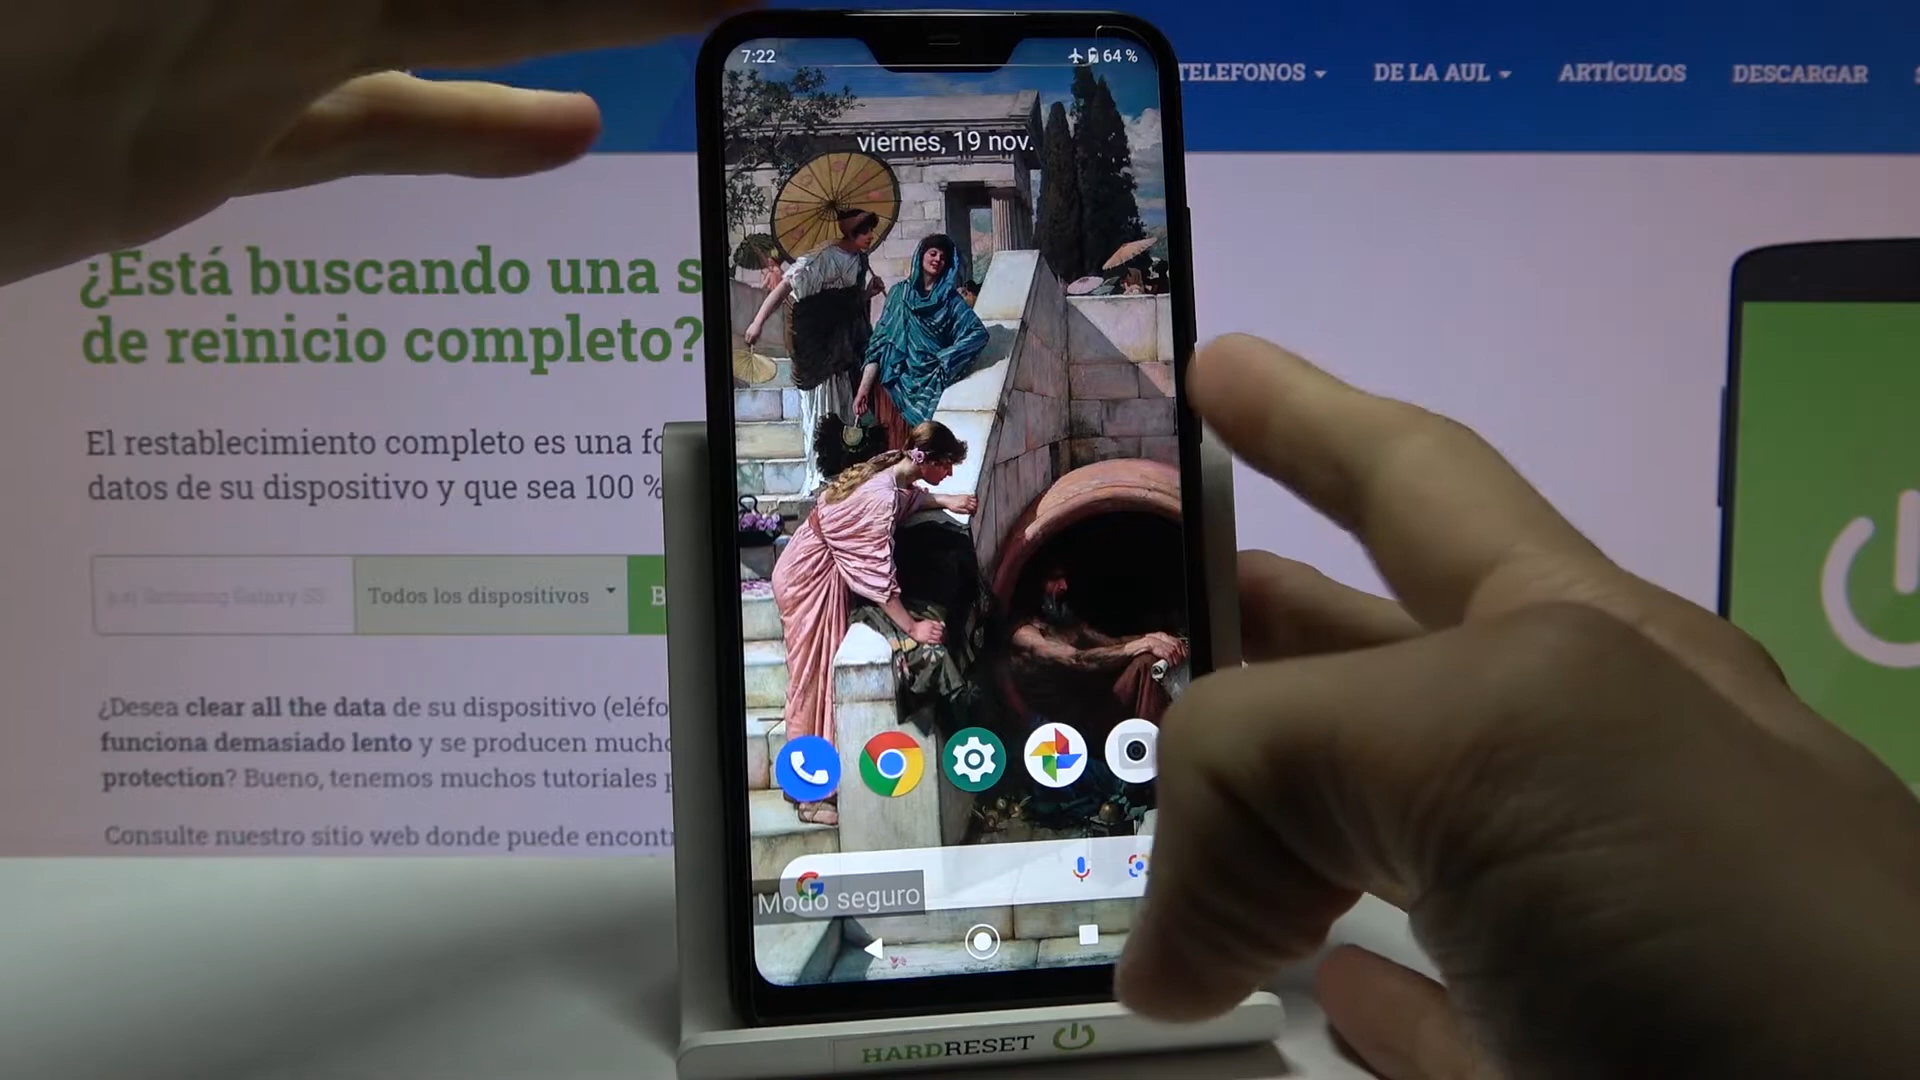 TELEFONOS
DE LA AUL
ARTÍCULOS
DESCARGAR
7:22
64 %
viernes, 19 nov.
¿Está buscando una s
de reinicio completo?
El restablecimiento completo es una fo
datos de su dispositivo y que sea 100 %
Todos los dispositivos
B
¿Desea clear all the data de su dispositivo (eléfo
funciona demasiado lento y se producen mucho
protection? Bueno, tenemos muchos tutoriales p
Consulte nuestro sitio web donde puede encont
Modo seguro
HARDRESET